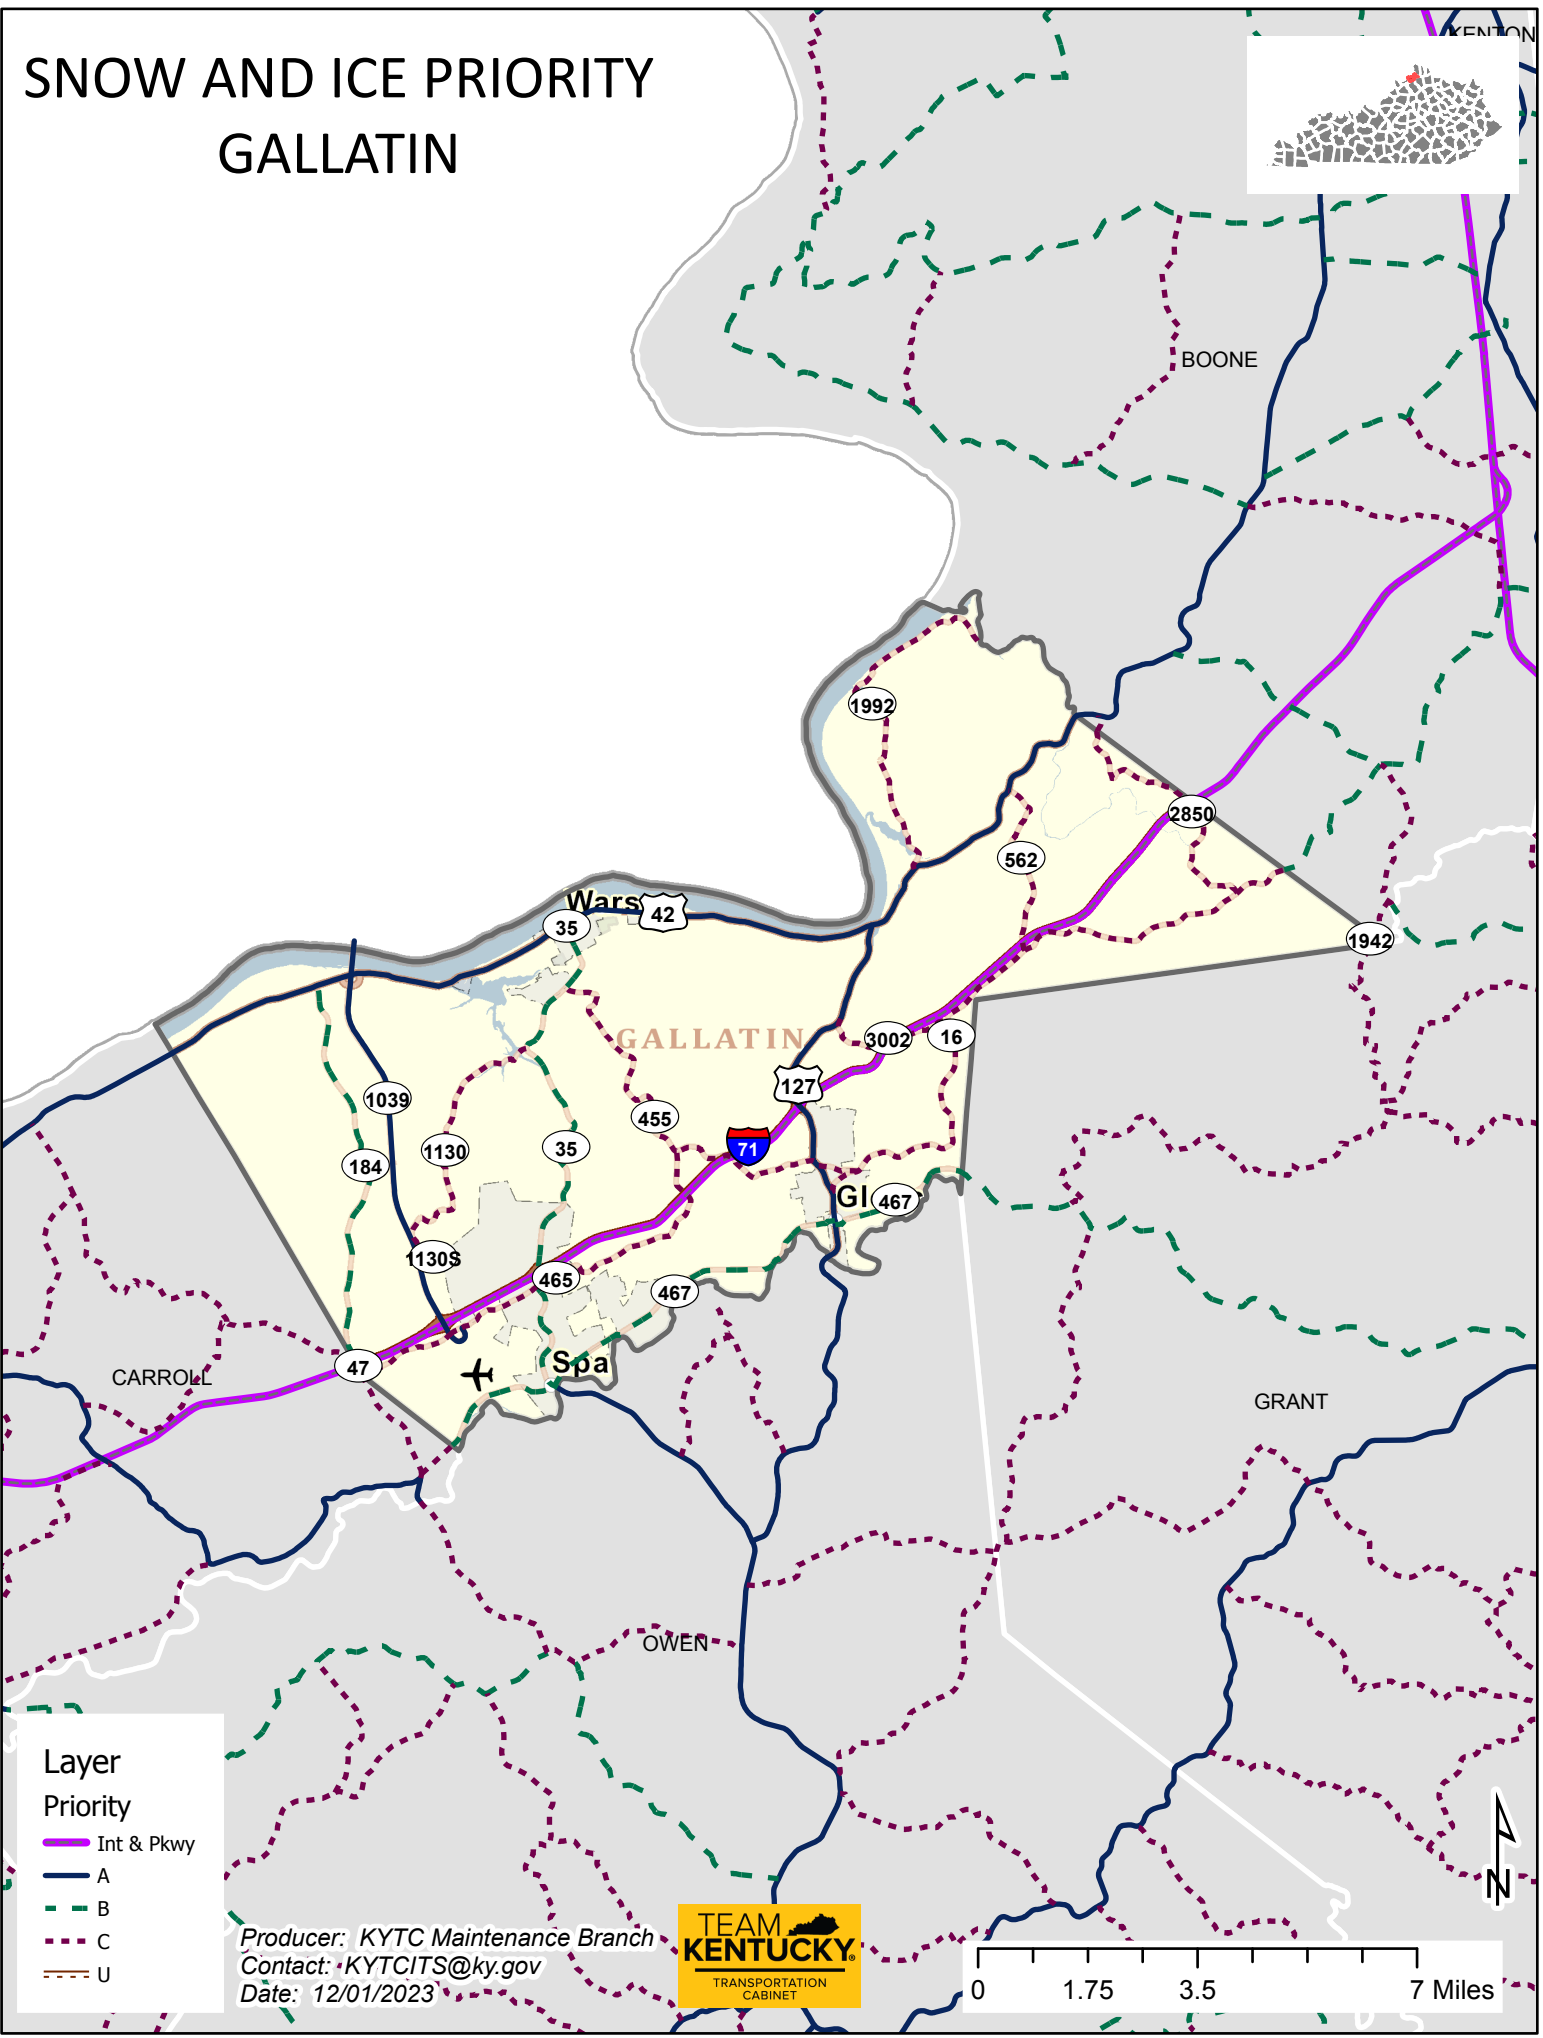 SNOW AND ICE PRIORITY
GALLATIN
KENTON
BOONE
1992
2850
562
Wars
42
35
1942
GALLATIN
3002
16
127
1039
455
1130
35
71
184
Gl
467
1130S
465
467
47
Spa
CARROLL
GRANT
OWEN
Layer
Priority
Int & Pkwy
A
B
C
U
Producer: KYTC Maintenance Branch
Contact: KYTCITS@ky.gov
Date: 12/01/2023
TEAM
KENTUCKY
TRANSPORTATION
CABINET
N
0 1.75 3.5 7 Miles